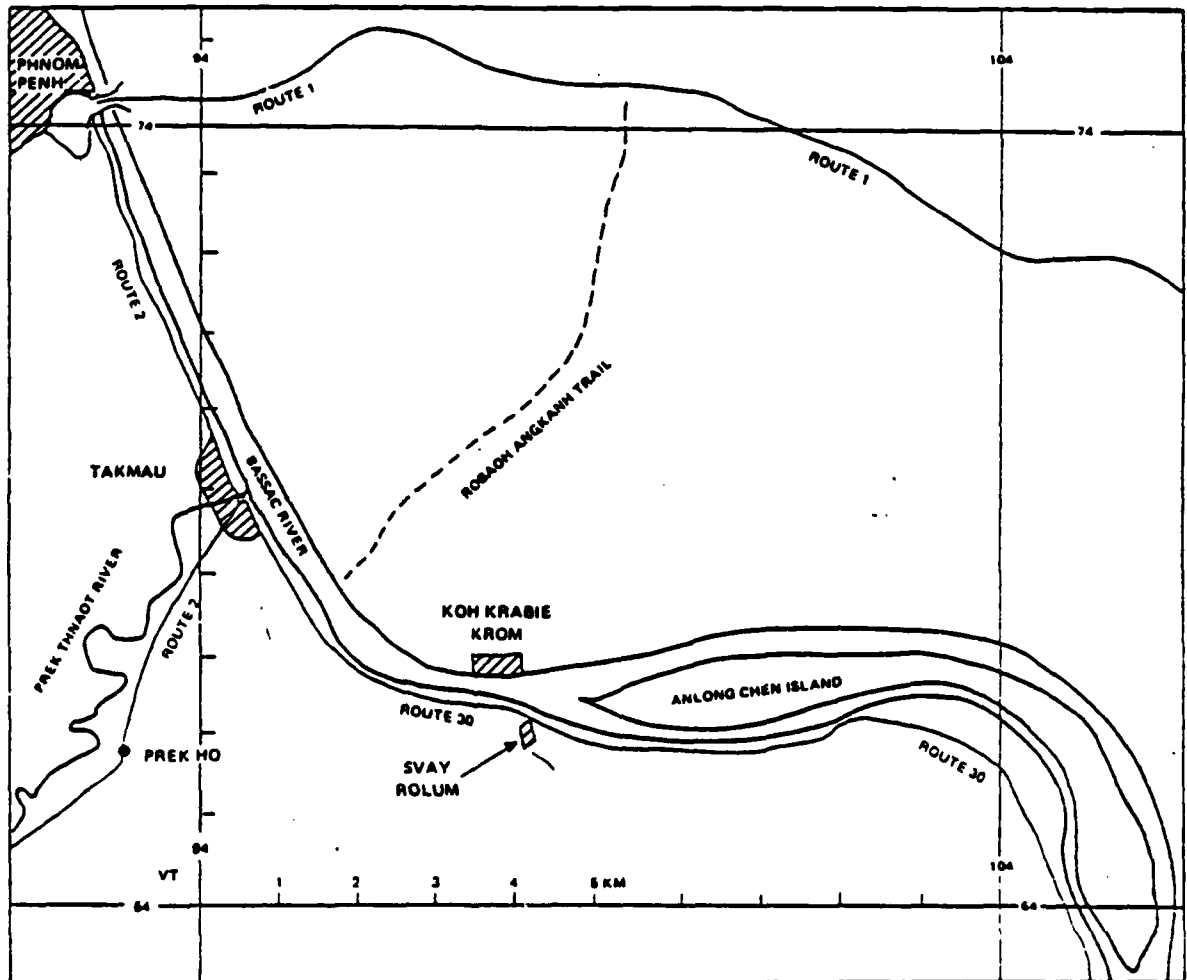 PHNOM
PENH
94
104
ROUTE 1
74
74
ROUTE 1
ROUTE 2
ROBAOH ANGKANH TRAIL
TAKMAU
BASSAC RIVER
PREK THNAOT RIVER
ROUTE 2
KOH KRABIE
KROM
ANLONG CHEN ISLAND
ROUTE 30
PREK HO
SVAY
ROLUM
ROUTE 30
94
104
VT
1 2 3 4 5 KM
64
64